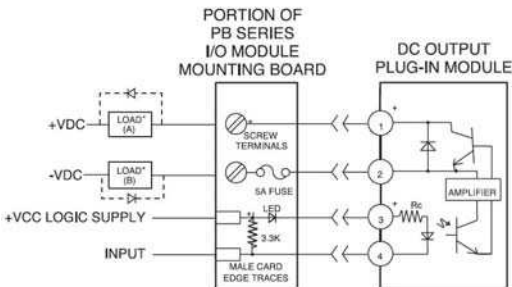 PORTION OF
PB SERIES
I/O MODULE
MOUNTING BOARD
DC OUTPUT
PLUG-IN MODULE
+VDC
LOAD*
(A)
SCREW
TERMINALS
+
1
-VDC
LOAD*
(B)
5A FUSE
2
AMPLIFIER
+VCC LOGIC SUPPLY
LED
+
3
Rc
3.3K
INPUT
4
MALE CARD
EDGE TRACES